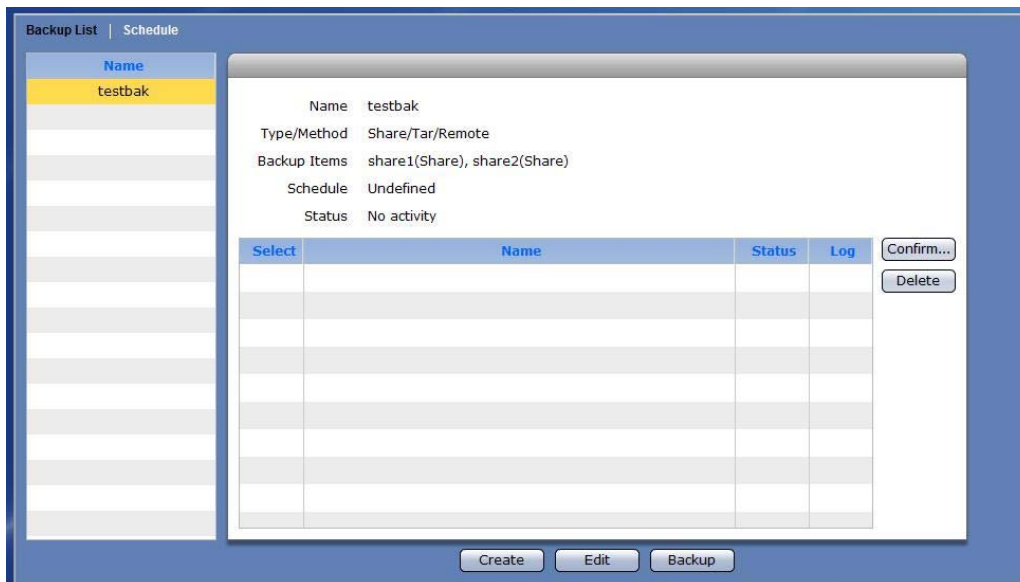 Backup List | Schedule
Name
testbak
Name testbak
Type/Method Share/Tar/Remote
Backup Items share1(Share), share2(Share)
Schedule Undefined
Status No activity
Select Name Status Log
Confirm...
Delete
Create Edit Backup